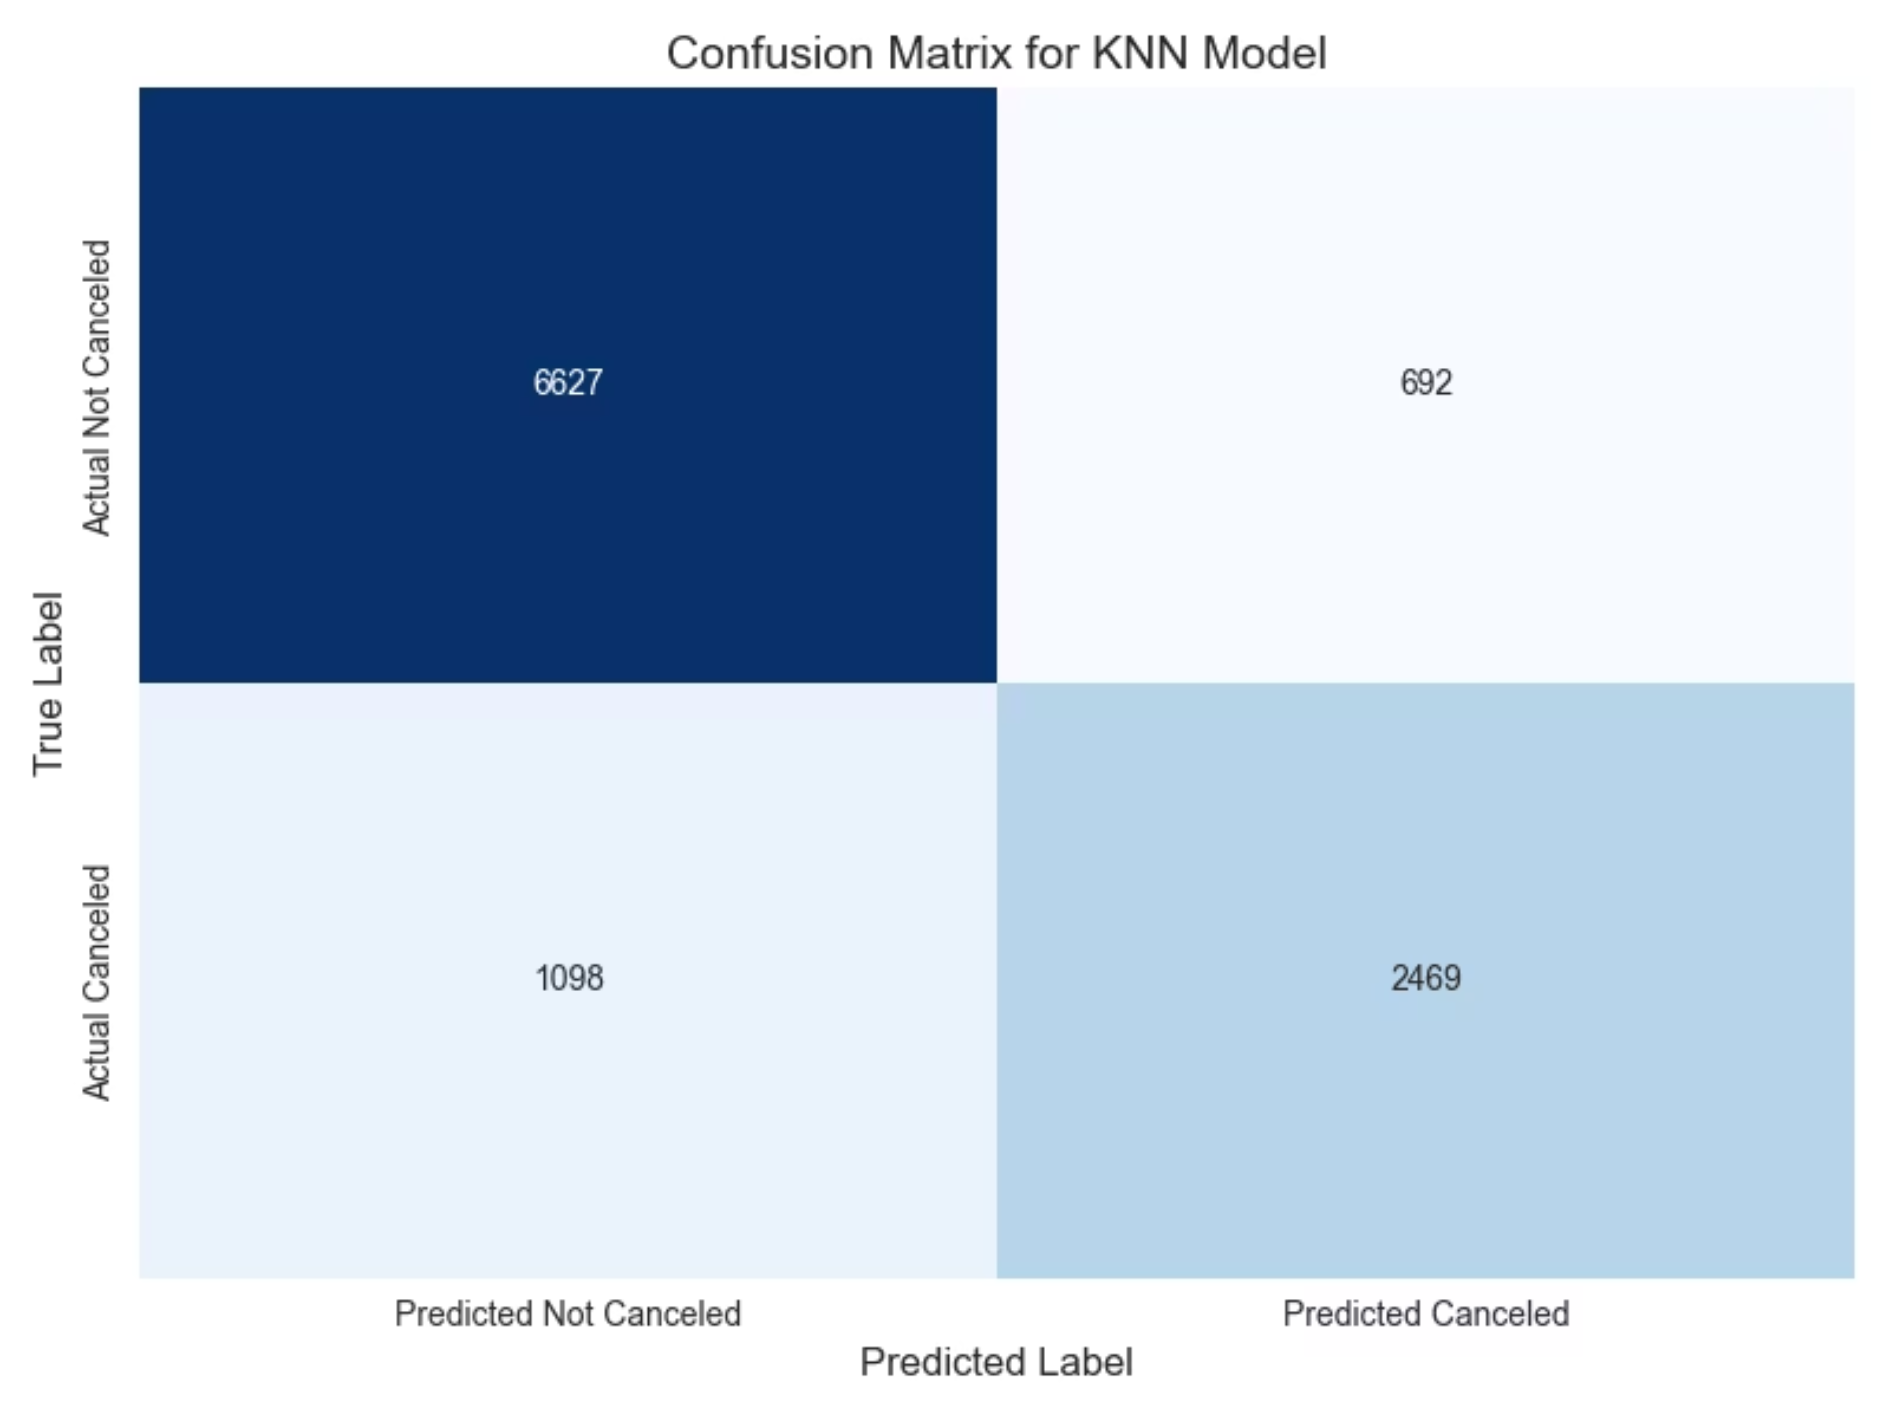 Confusion Matrix for KNN Model
True Label
Actual Not Canceled
6627
692
Actual Canceled
1098
2469
Predicted Not Canceled
Predicted Canceled
Predicted Label